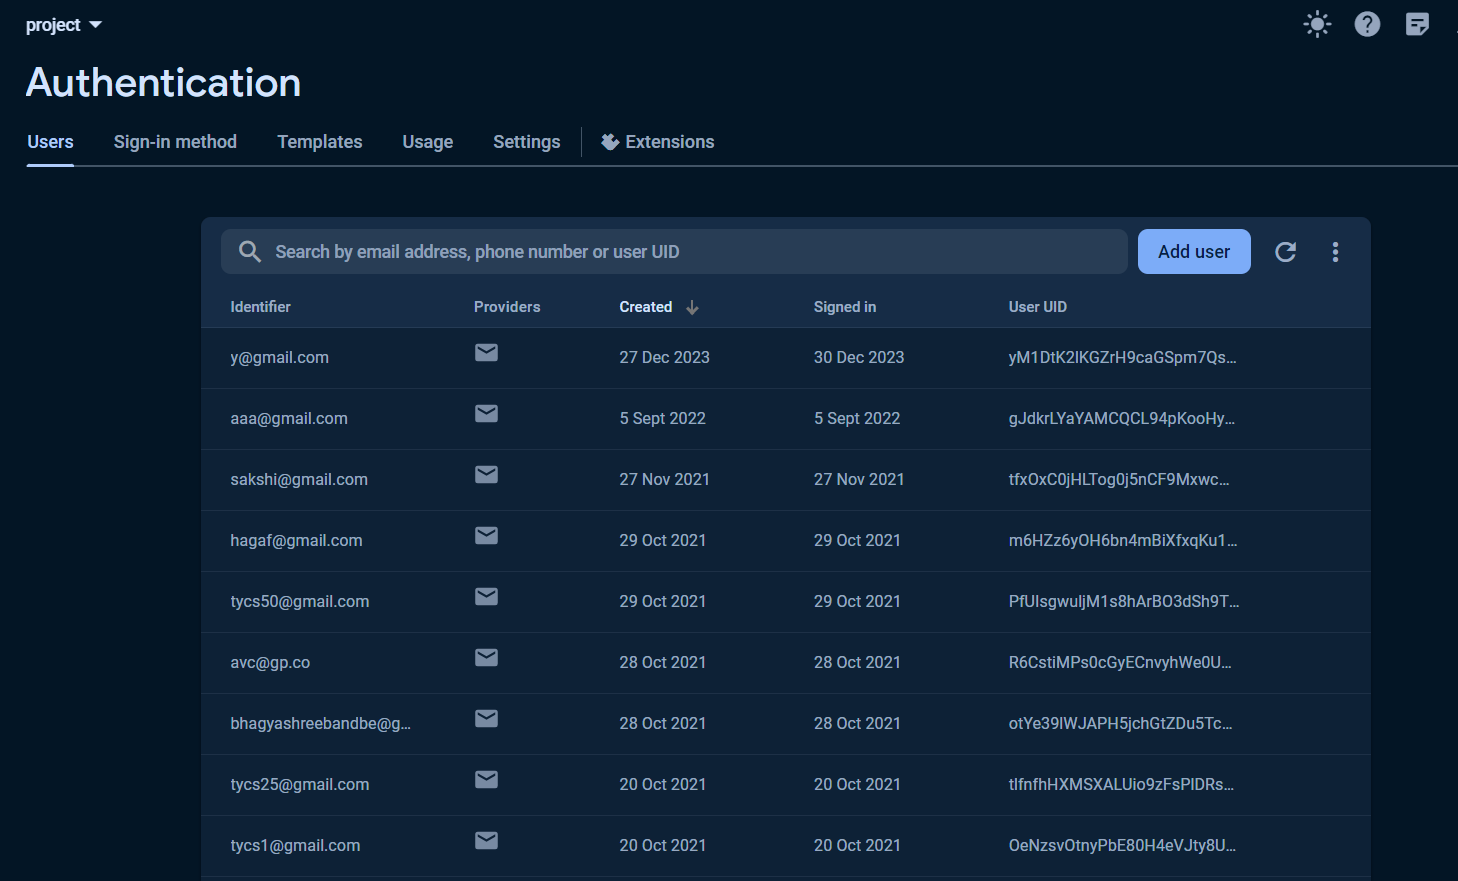 project
Authentication
Users Sign-in method Templates Usage Settings Extensions
Search by email address, phone number or user UID Add user
Identifier Providers Created Signed in User UID
y@gmail.com 27 Dec 2023 30 Dec 2023 yM1DtK2lKGZrH9caGSpm7Qs...
aaa@gmail.com 5 Sept 2022 5 Sept 2022 gJdkrLYaYAMCQCL94pKooHy...
sakshi@gmail.com 27 Nov 2021 27 Nov 2021 tfxOxC0jHLTog0j5nCF9Mxwc...
hagaf@gmail.com 29 Oct 2021 29 Oct 2021 m6HZz6yOH6bn4mBiXfxqKu1...
tycs50@gmail.com 29 Oct 2021 29 Oct 2021 PfUlsgwuljM1s8hArBO3dSh9T...
avc@gp.co 28 Oct 2021 28 Oct 2021 R6CstiMPs0cGyECnvyhWe0U...
bhagyashreebandbe@g... 28 Oct 2021 28 Oct 2021 otYe39lWJAPH5jchGtZDu5Tc...
tycs25@gmail.com 20 Oct 2021 20 Oct 2021 tlfnfhHXMSXALUio9zFsPlDRs...
tycs1@gmail.com 20 Oct 2021 20 Oct 2021 OeNzsvOtnyPbE80H4eVJty8U...